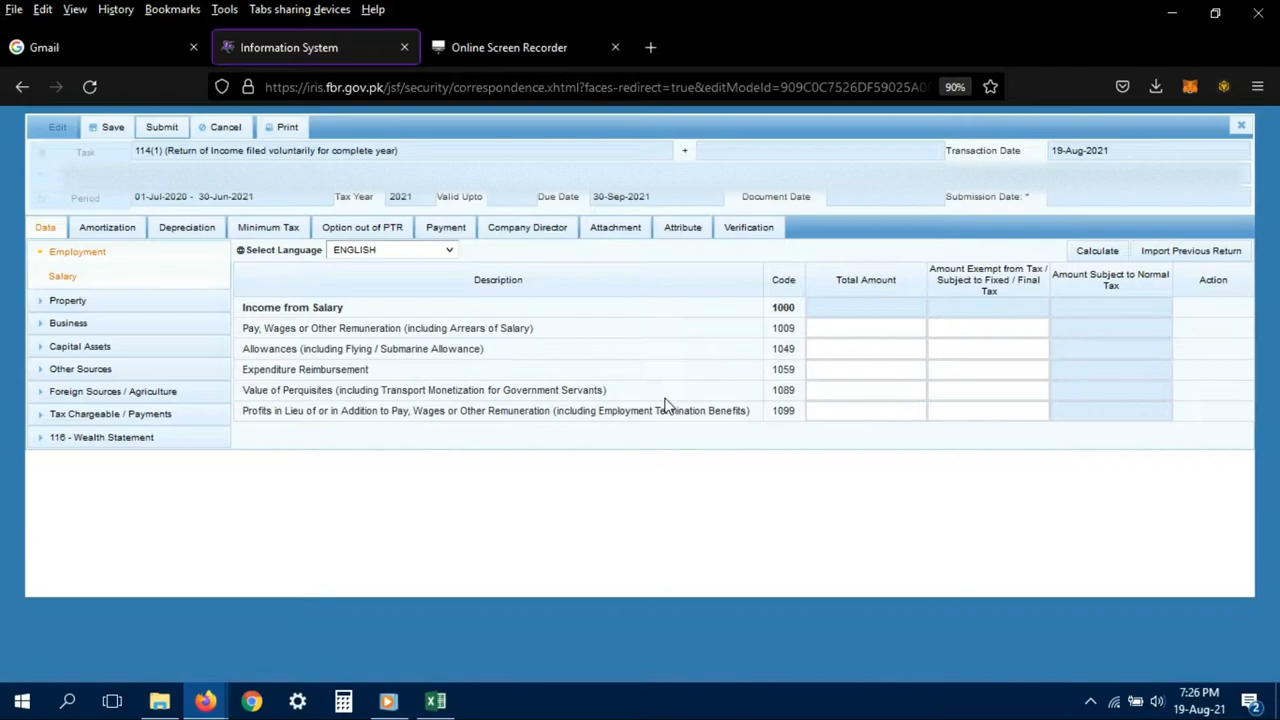 File Edit View History Bookmarks Tools Tabs sharing devices Help
Gmail Information System Online Screen Recorder
https://iris.fbr.gov.pk/jsf/security/correspondence.xhtml?faces-redirect=true&editModeId=909C0C7526DF59025A0 90%
Edit Save Submit Cancel Print
Task 114(1) (Return of Income filed voluntarily for complete year) + Transaction Date 19-Aug-2021
Period 01-Jul-2020 - 30-Jun-2021 Tax Year 2021 Valid Upto Due Date 30-Sep-2021 Document Date Submission Date: *
Data Amortization Depreciation Minimum Tax Option out of PTR Payment Company Director Attachment Attribute Verification
Employment
Salary
Property
Business
Capital Assets
Other Sources
Foreign Sources / Agriculture
Tax Chargeable / Payments
116 - Wealth Statement
Select Language ENGLISH Calculate Import Previous Return
Description Code Total Amount Amount Exempt from Tax / Subject to Fixed / Final Tax Amount Subject to Normal Tax Action
Income from Salary 1000
Pay, Wages or Other Remuneration (including Arrears of Salary) 1009
Allowances (including Flying / Submarine Allowance) 1049
Expenditure Reimbursement 1059
Value of Perquisites (including Transport Monetization for Government Servants) 1089
Profits in Lieu of or in Addition to Pay, Wages or Other Remuneration (including Employment Termination Benefits) 1099
7:26 PM
19-Aug-21
2